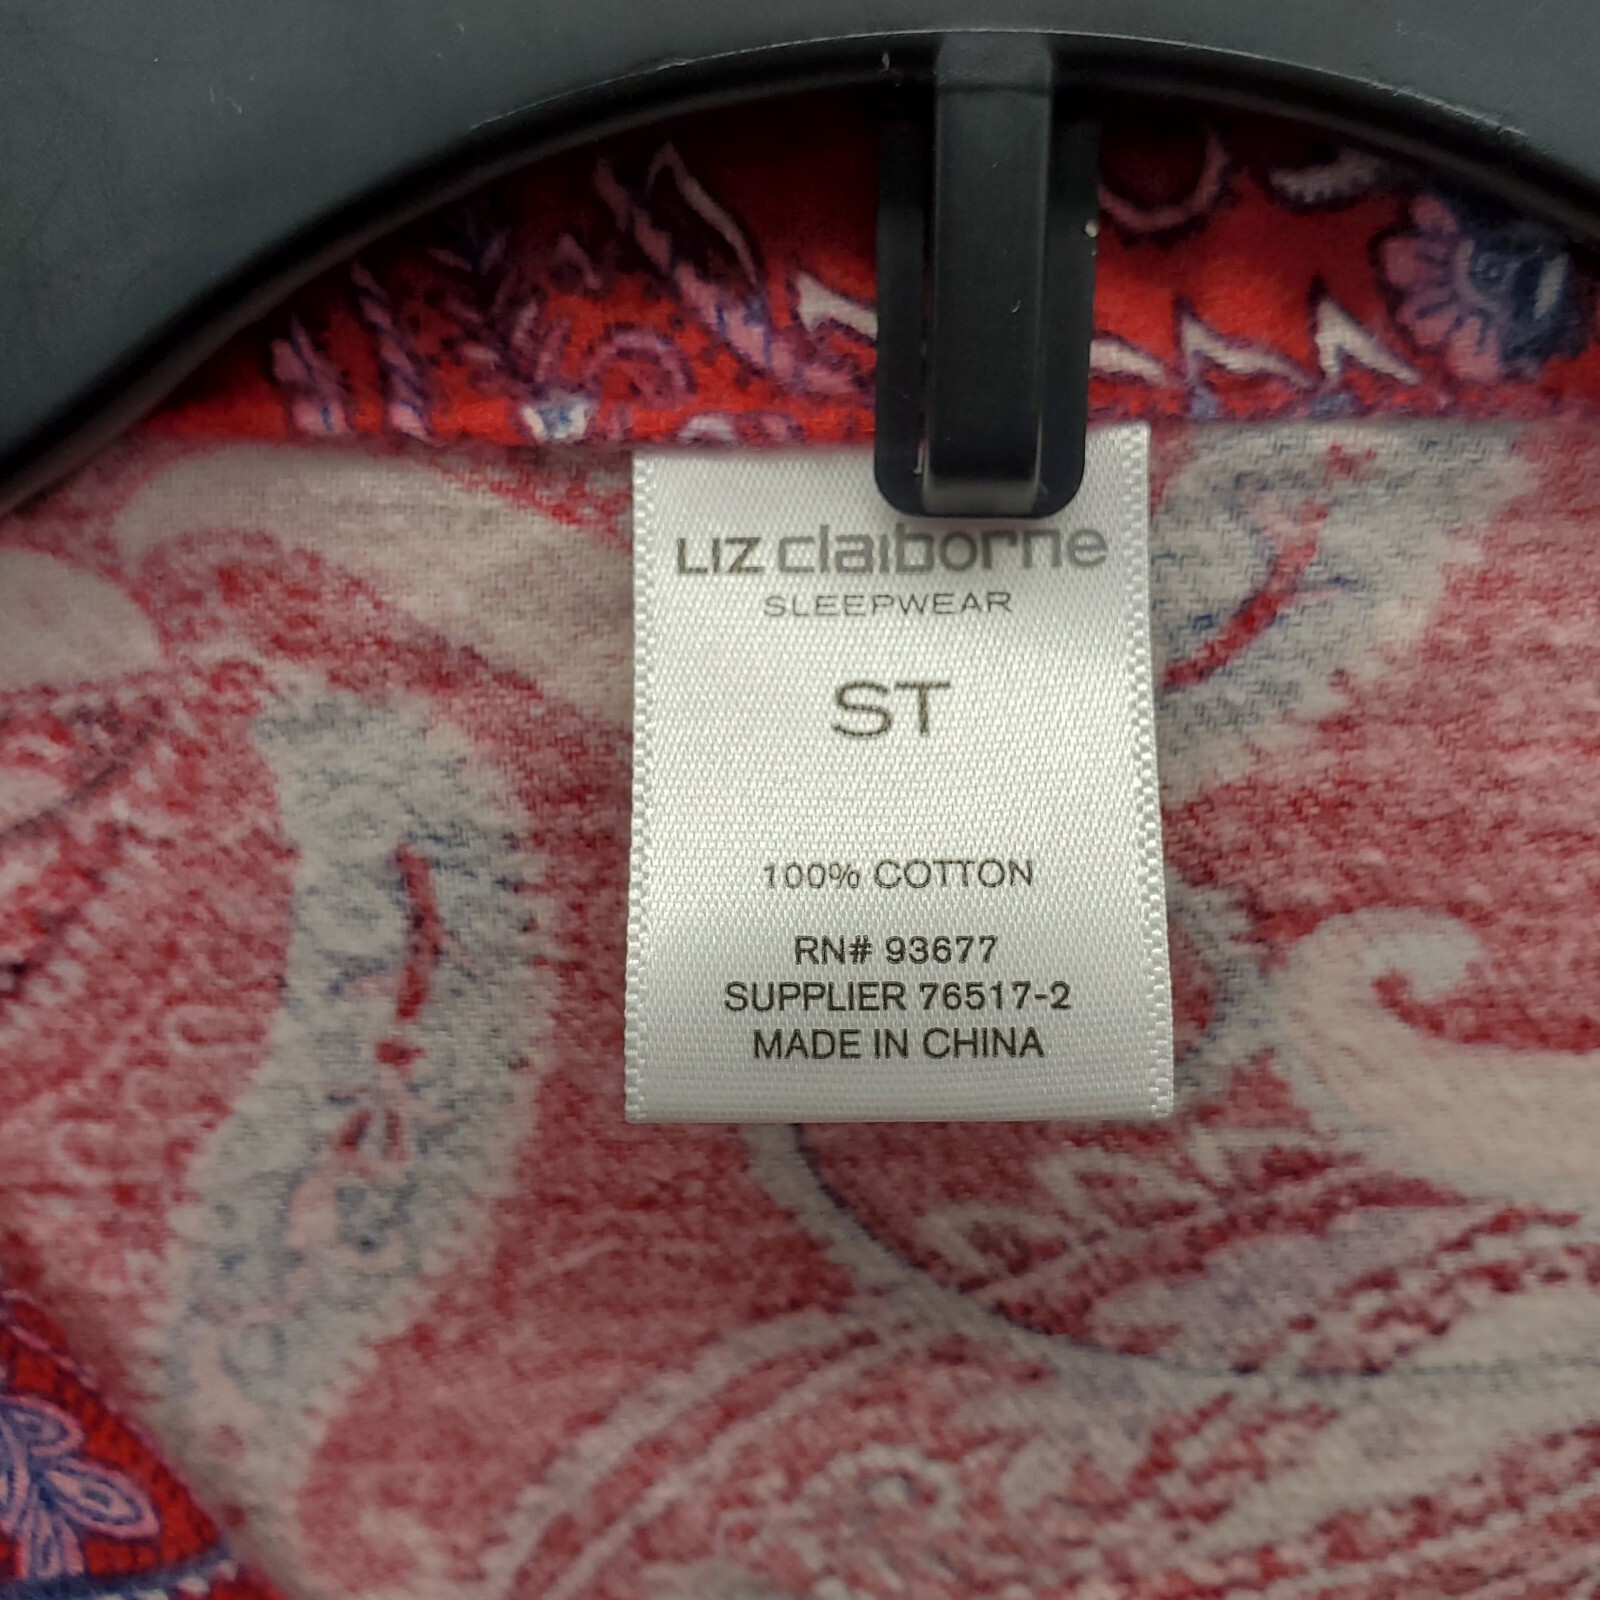 LIZ claiborne
SLEEPWEAR
ST
100% COTTON
RN# 93677
SUPPLIER 76517-2
MADE IN CHINA